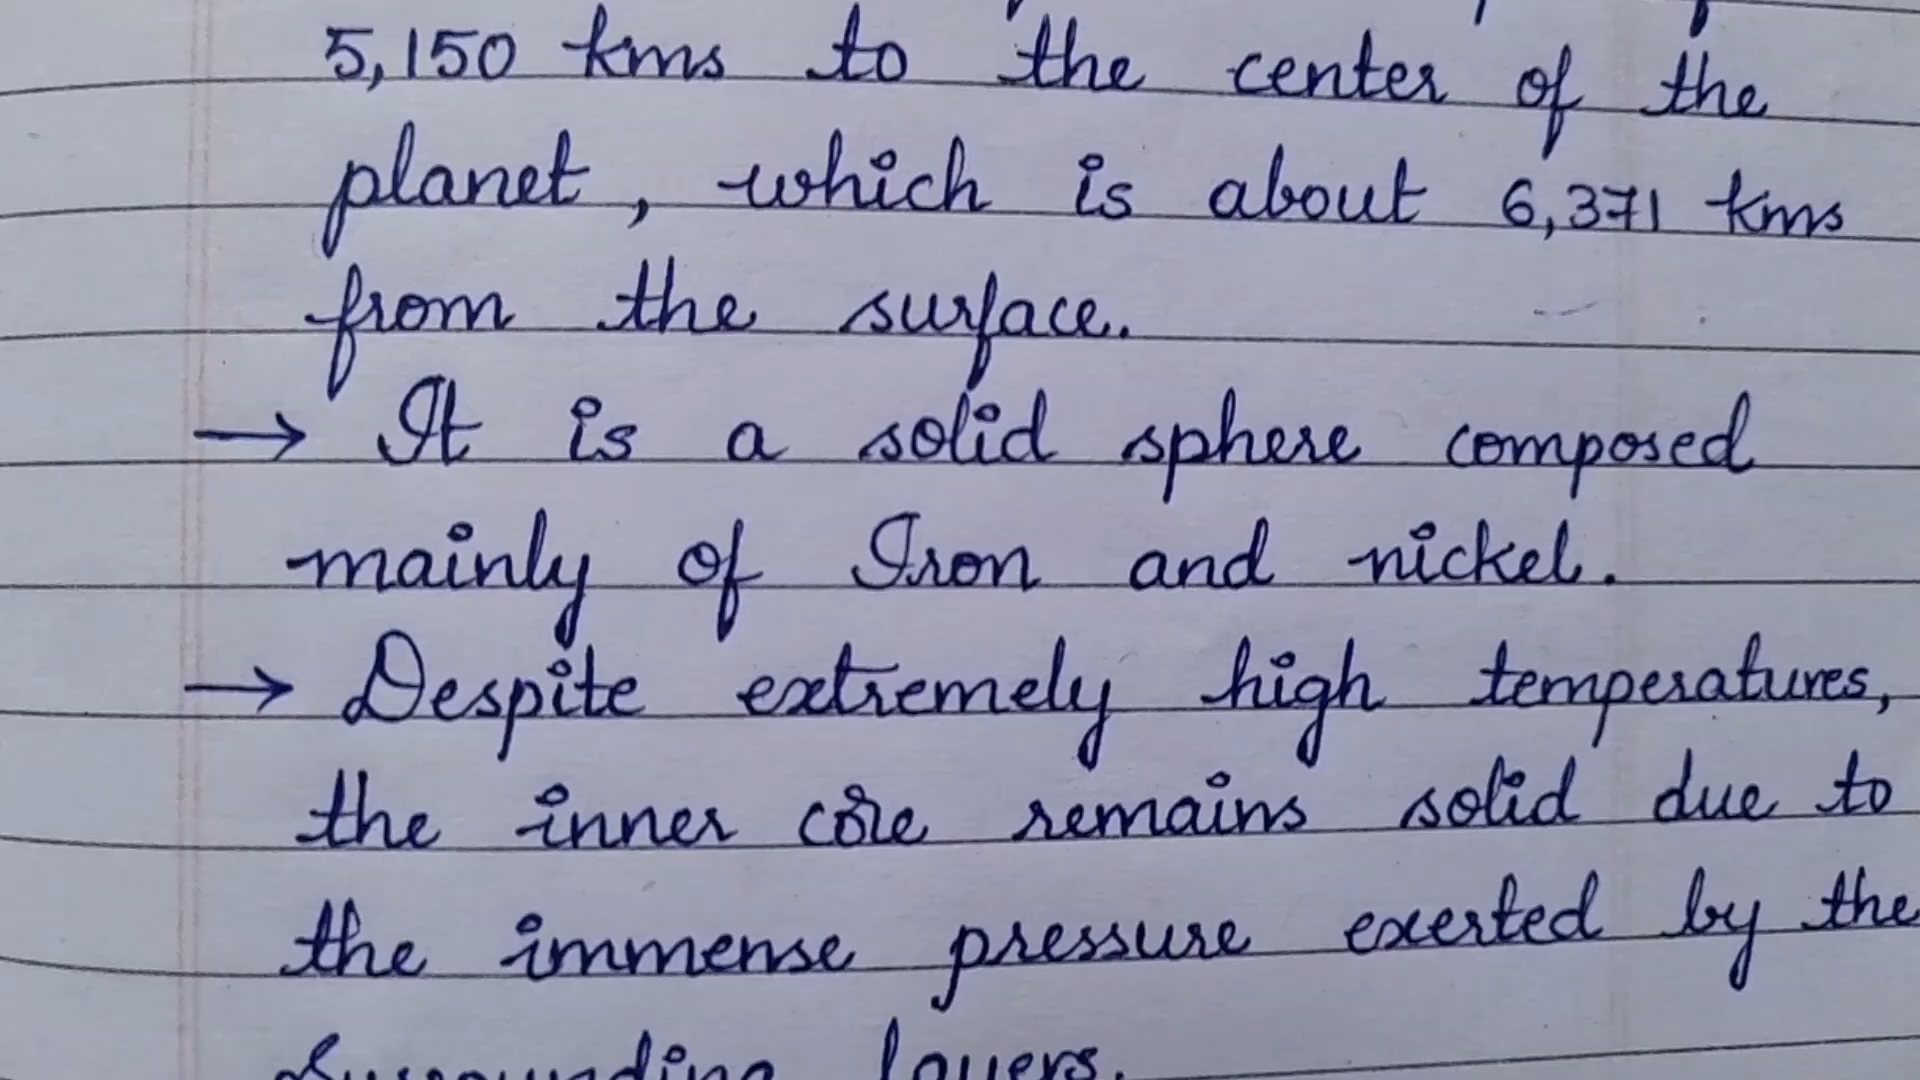 5,150 kms to the center of the
planet, which is about 6,371 kms
from the surface.
→ It is a solid sphere composed
mainly of Iron and nickel.
→ Despite extremely high temperatures,
the inner core remains solid due to
the immense pressure exerted by the
surrounding layers.